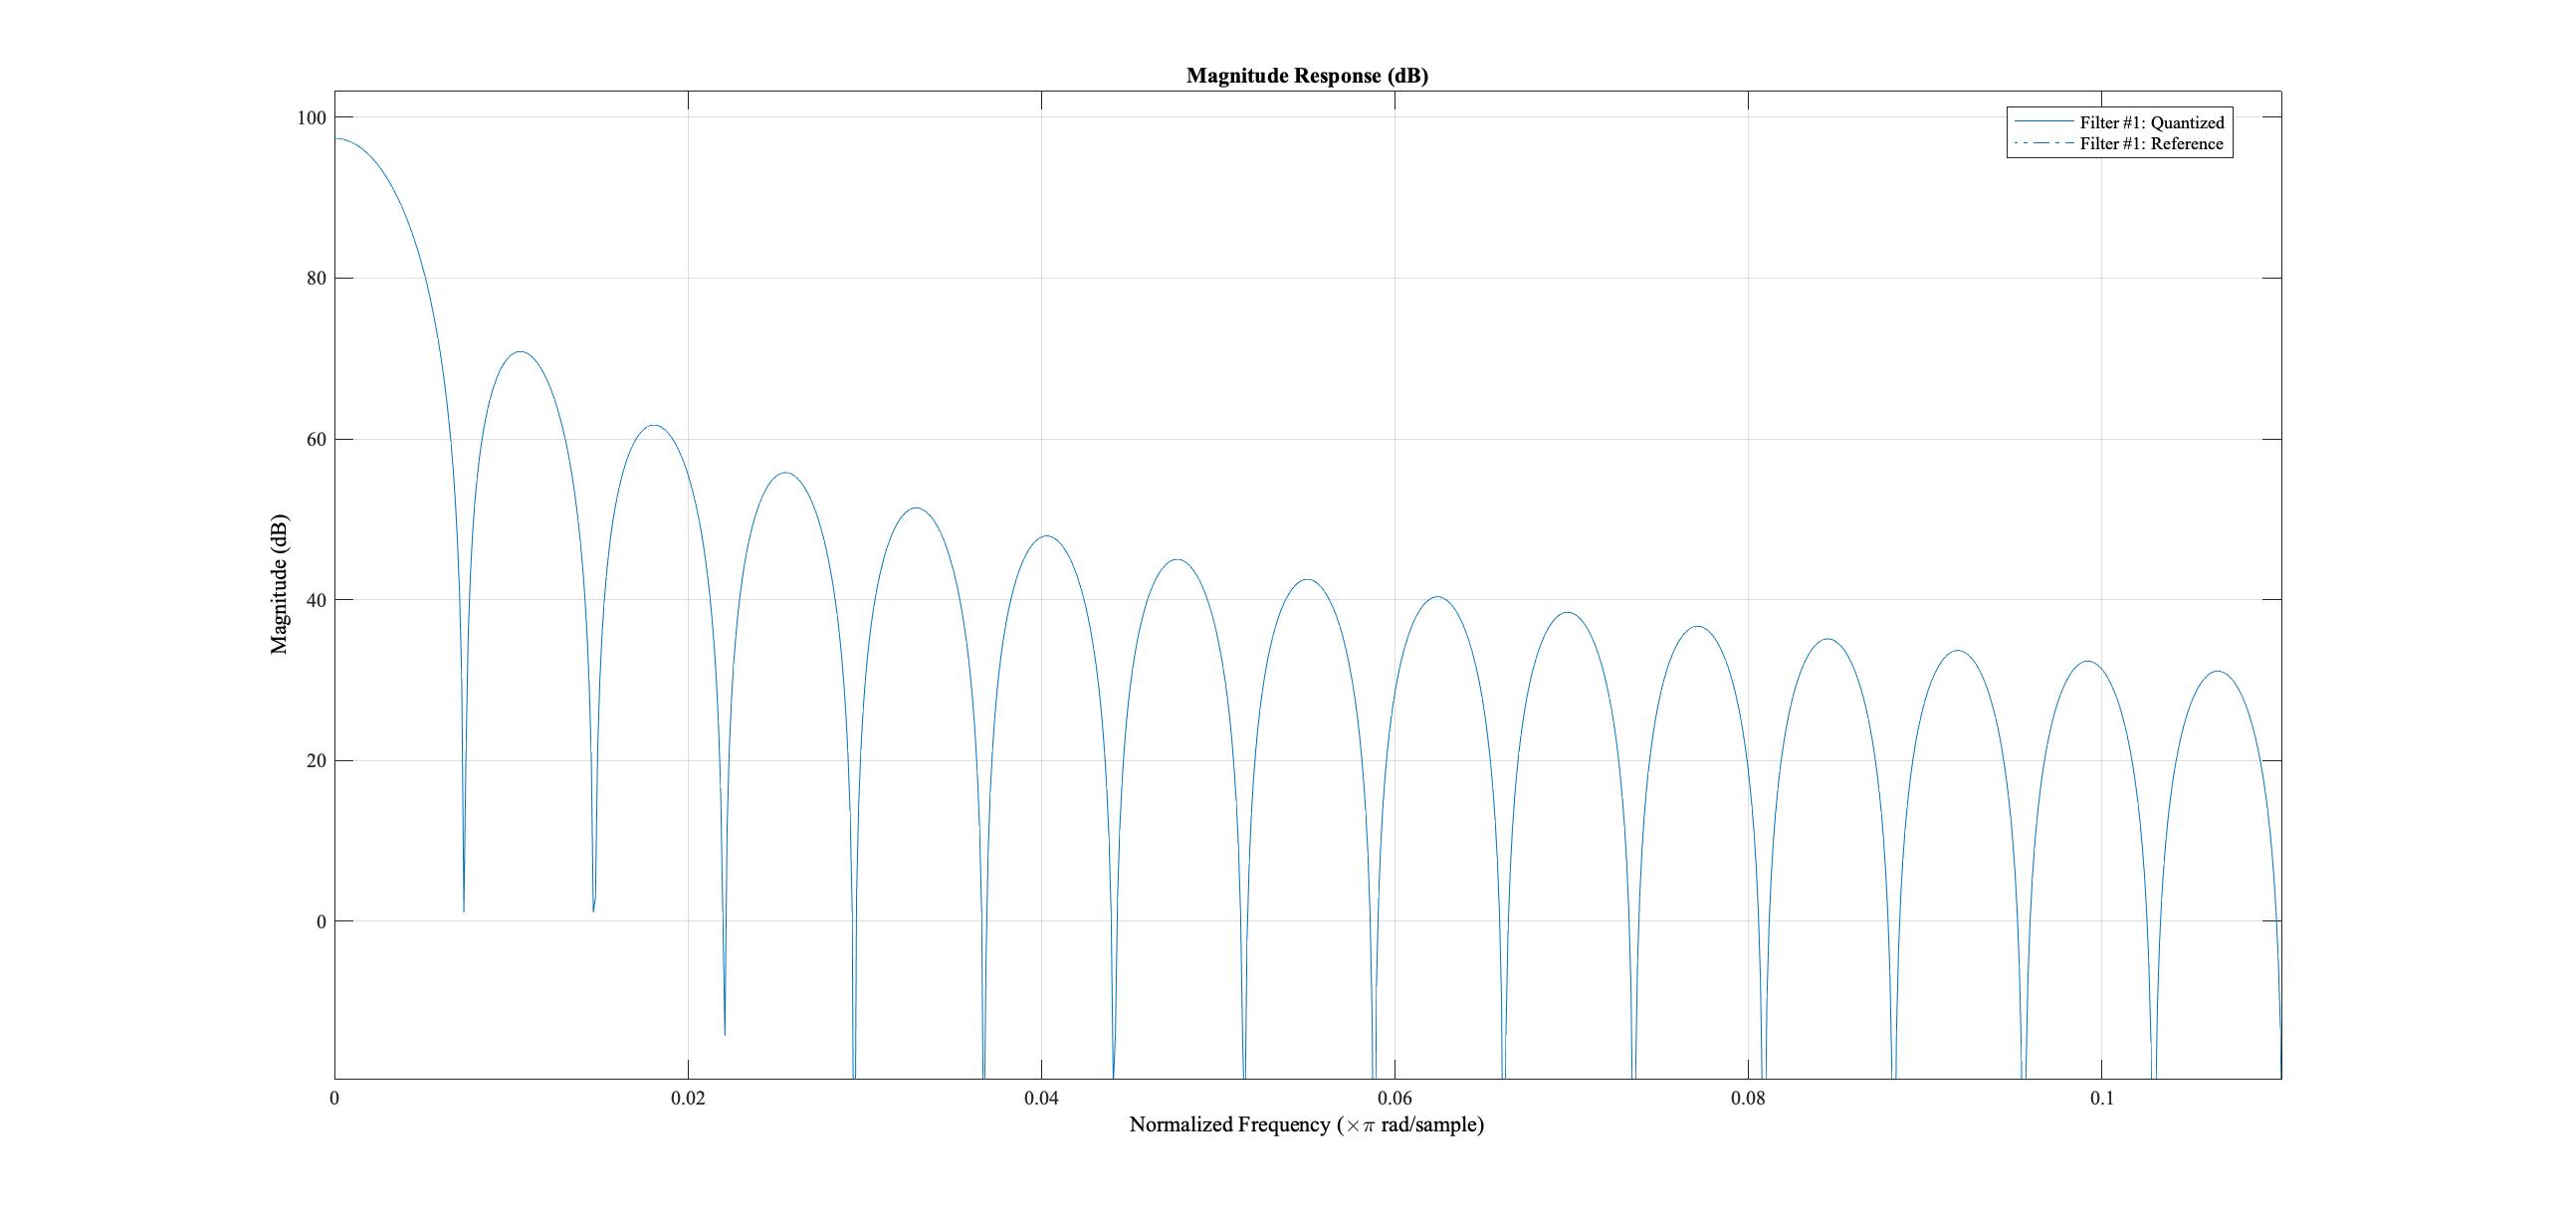 Magnitude Response (dB)
Filter #1: Quantized
Filter #1: Reference
100
80
60
40
20
0
Magnitude (dB)
0 0.02 0.04 0.06 0.08 0.1
Normalized Frequency (×π rad/sample)